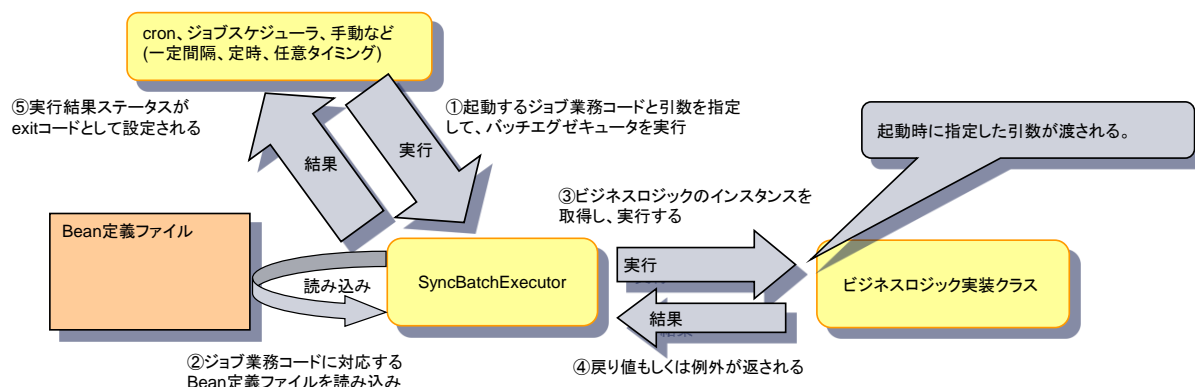 cron、ジョブスケジューラ、手動など
(一定間隔、定時、任意タイミング)
⑤実行結果ステータスが
exitコードとして設定される
①起動するジョブ業務コードと引数を指定
して、バッチエグゼキュータを実行
起動時に指定した引数が渡される。
結果
実行
③ビジネスロジックのインスタンスを
取得し、実行する
Bean定義ファイル
読み込み
SyncBatchExecutor
実行
結果
ビジネスロジック実装クラス
②ジョブ業務コードに対応する
Bean定義ファイルを読み込み
④戻り値もしくは例外が返される